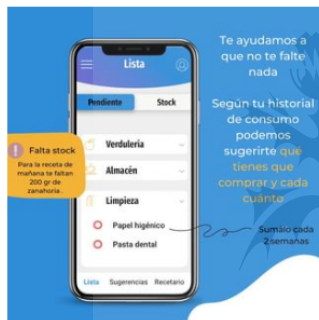 Lista
Pendiente
Stock
Verdulería
Almacén
Limpieza
Papel higénico
Pasta dental
Lista
Sugerencias
Recetario
Falta stock
Para la receta de
mañana te faltan
200 gr de
zanahoria.
Te ayudamos a
que no te falte
nada
Según tu historial
de consumo
podemos
sugerirte que
tienes que
comprar y cada
cuánto
Sumálo cada
2 semanas